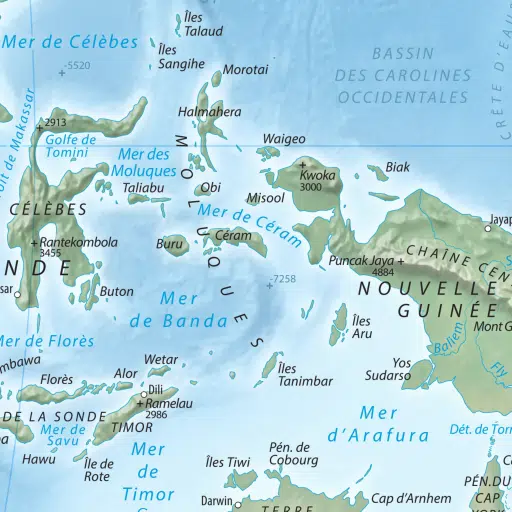 Îles
Talaud
Mer de Célèbes
Îles
Sangihe
-5520
Morotai
BASSIN
DES CAROLINES
OCCIDENTALES
CRÊTE D'EAU
Halmahera
2913
Golfe de
Tomini
oit de Makassar
Mer des
Moluques
Waigeo
Kwoka
3000
Biak
Taliabu
Obi
Misool
MOLUQUES
CÉLÈBES
Mer de Céram
Céram
Buru
Jayap
Rantekombola
3455
NDE
CHAÎNE CEN
Puncak Jaya
4884
-7258
sar
Buton
NOUVELLE
GUINÉE
Mer
de Banda
Mont G
Mer de Florès
Îles
Aru
Baliem
Fly
mbawa
Florès
Alor
Wetar
Îles
Tanimbar
Yos
Sudarso
Dili
Ramelau
2986
DE LA SONDE
TIMOR
Mer de
Savu
Mer
d'Arafura
Dét. de Torr
Hawu
Île de
Rote
Mer
de
Timor
Îles Tiwi
Pén. de
Cobourg
PÉN.DU
CAP
YORK
Darwin
TERRE
Cap d'Arnhem